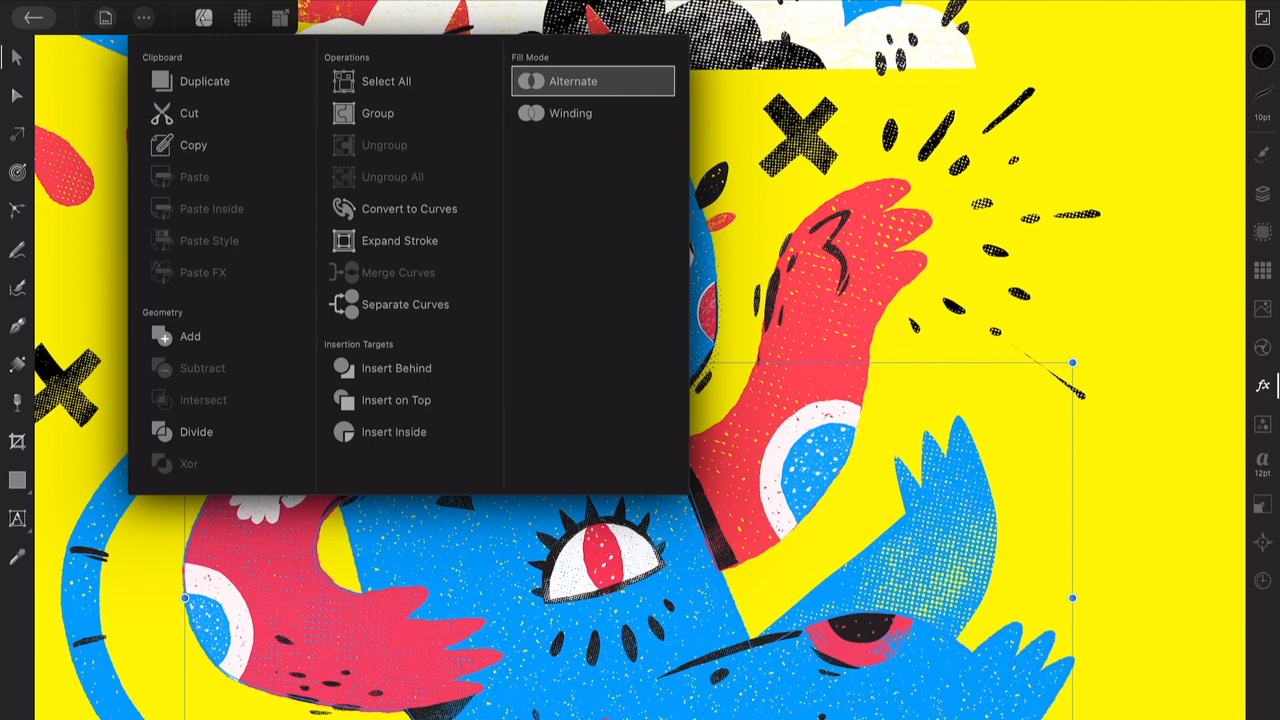 Clipboard
Duplicate
Cut
Copy
Paste
Paste Inside
Paste Style
Paste FX
Geometry
Add
Subtract
Intersect
Divide
Xor
Operations
Select All
Group
Ungroup
Ungroup All
Convert to Curves
Expand Stroke
Merge Curves
Separate Curves
Insertion Targets
Insert Behind
Insert on Top
Insert Inside
Fill Mode
Alternate
Winding
10pt
fx
a
12pt